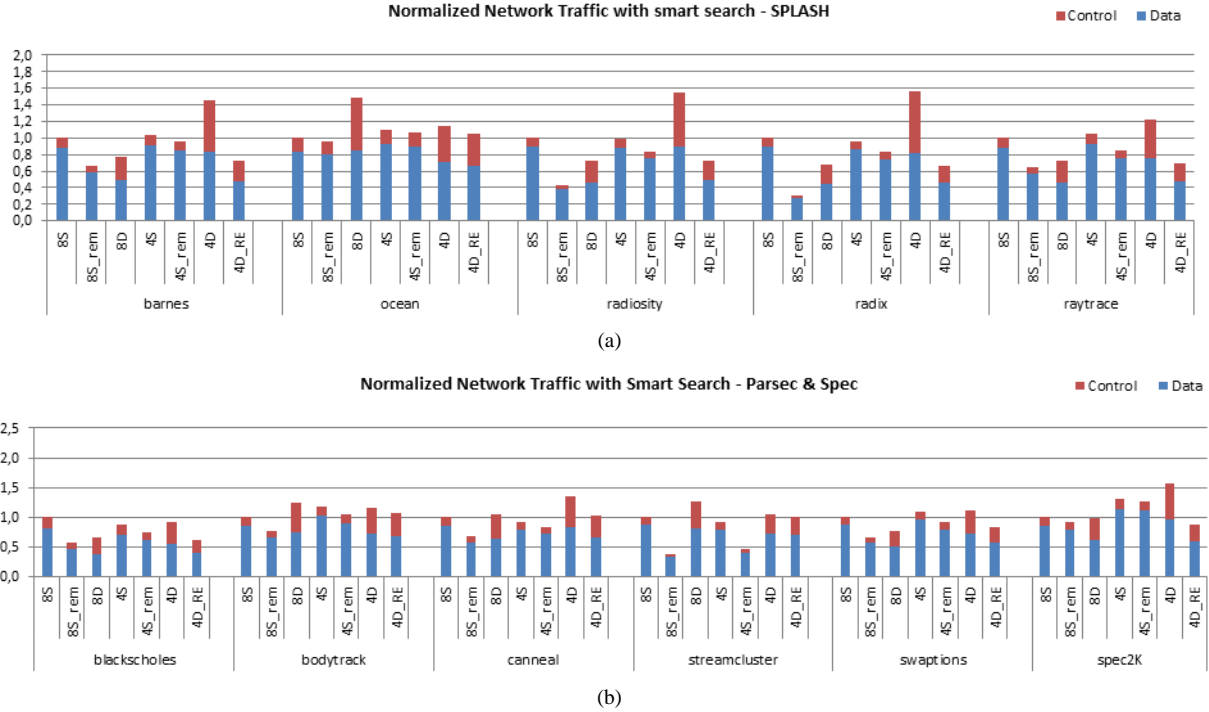 Normalized Network Traffic with smart search - SPLASH
Control Data
2,0
1,8
1,6
1,4
1,2
1,0
0,8
0,6
0,4
0,2
0,0
8S 8S_rem 8D 4S 4S_rem 4D 4D_RE 8S 8S_rem 8D 4S 4S_rem 4D 4D_RE 8S 8S_rem 8D 4S 4S_rem 4D 4D_RE 8S 8S_rem 8D 4S 4S_rem 4D 4D_RE 8S 8S_rem 8D 4S 4S_rem 4D 4D_RE
barnes ocean radiosity radix raytrace
(a)
Normalized Network Traffic with Smart Search - Parsec & Spec
Control Data
2,5
2,0
1,5
1,0
0,5
0,0
8S 8S_rem 8D 4S 4S_rem 4D 4D_RE 8S 8S_rem 8D 4S 4S_rem 4D 4D_RE 8S 8S_rem 8D 4S 4S_rem 4D 4D_RE 8S 8S_rem 8D 4S 4S_rem 4D 4D_RE 8S 8S_rem 8D 4S 4S_rem 4D 4D_RE 8S 8S_rem 8D 4S 4S_rem 4D 4D_RE
blackscholes bodytrack canneal streamcluster swaptions spec2K
(b)